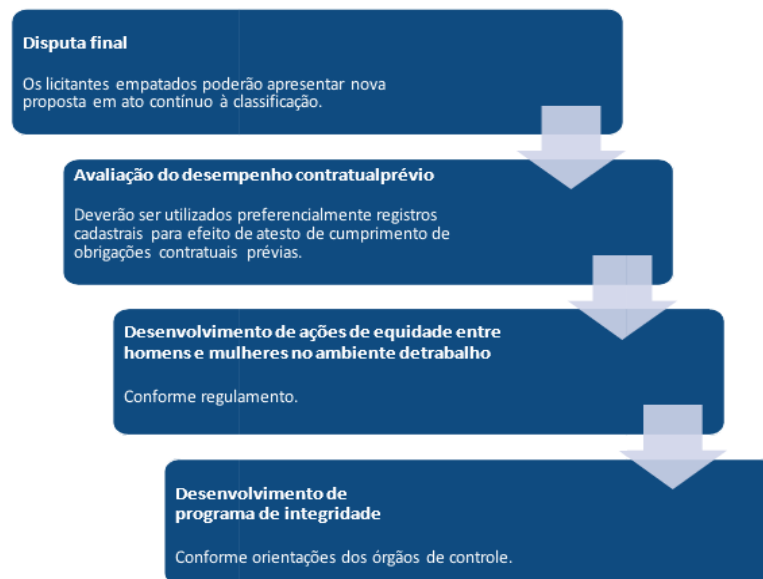 Disputa final
Os licitantes empatados poderão apresentar nova
proposta em ato contínuo à classificação.
Avaliação do desempenho contratualprévio
Deverão ser utilizados preferencialmente registros
cadastrais para efeito de atesto de cumprimento de
obrigações contratuais prévias.
Desenvolvimento de ações de equidade entre
homens e mulheres no ambiente detrabalho
Conforme regulamento.
Desenvolvimento de
programa de integridade
Conforme orientações dos órgãos de controle.